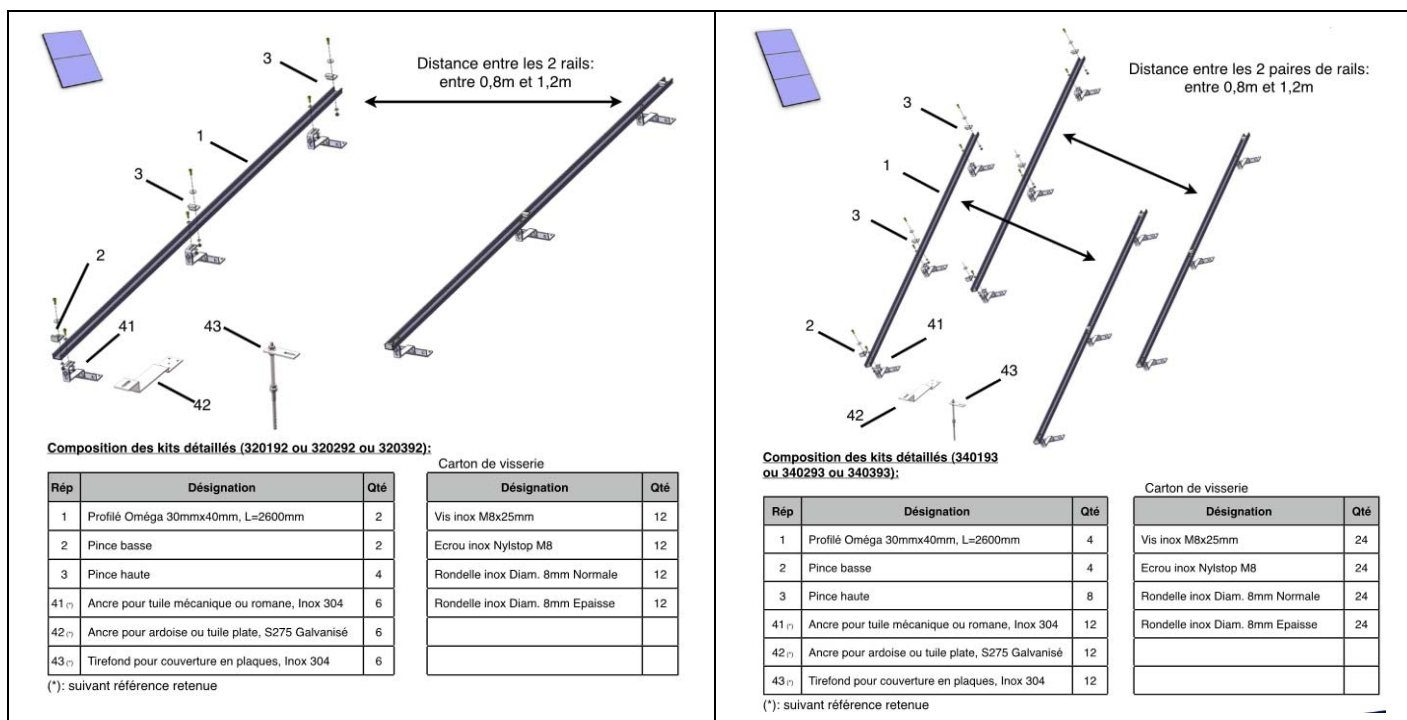 3
Distance entre les 2 rails:
entre 0,8m et 1,2m
1
3
2
41
43
42
Composition des kits détaillés (320192 ou 320292 ou 320392):
Rép Désignation Qté
1 Profilé Oméga 30mmx40mm, L=2600mm 2
2 Pince basse 2
3 Pince haute 4
41 (*) Ancre pour tuile mécanique ou romane, Inox 304 6
42 (*) Ancre pour ardoise ou tuile plate, S275 Galvanisé 6
43 (*) Tirefond pour couverture en plaques, Inox 304 6
(*): suivant référence retenue
Carton de visserie
Désignation Qté
Vis inox M8x25mm 12
Ecrou inox Nylstop M8 12
Rondelle inox Diam. 8mm Normale 12
Rondelle inox Diam. 8mm Epaisse 12
Distance entre les 2 paires de rails:
entre 0,8m et 1,2m
3
1
3
2
41
43
42
Composition des kits détaillés (340193
ou 340293 ou 340393):
Rép Désignation Qté
1 Profilé Oméga 30mmx40mm, L=2600mm 4
2 Pince basse 4
3 Pince haute 8
41 (*) Ancre pour tuile mécanique ou romane, Inox 304 12
42 (*) Ancre pour ardoise ou tuile plate, S275 Galvanisé 12
43 (*) Tirefond pour couverture en plaques, Inox 304 12
(*): suivant référence retenue
Carton de visserie
Désignation Qté
Vis inox M8x25mm 24
Ecrou inox Nylstop M8 24
Rondelle inox Diam. 8mm Normale 24
Rondelle inox Diam. 8mm Epaisse 24